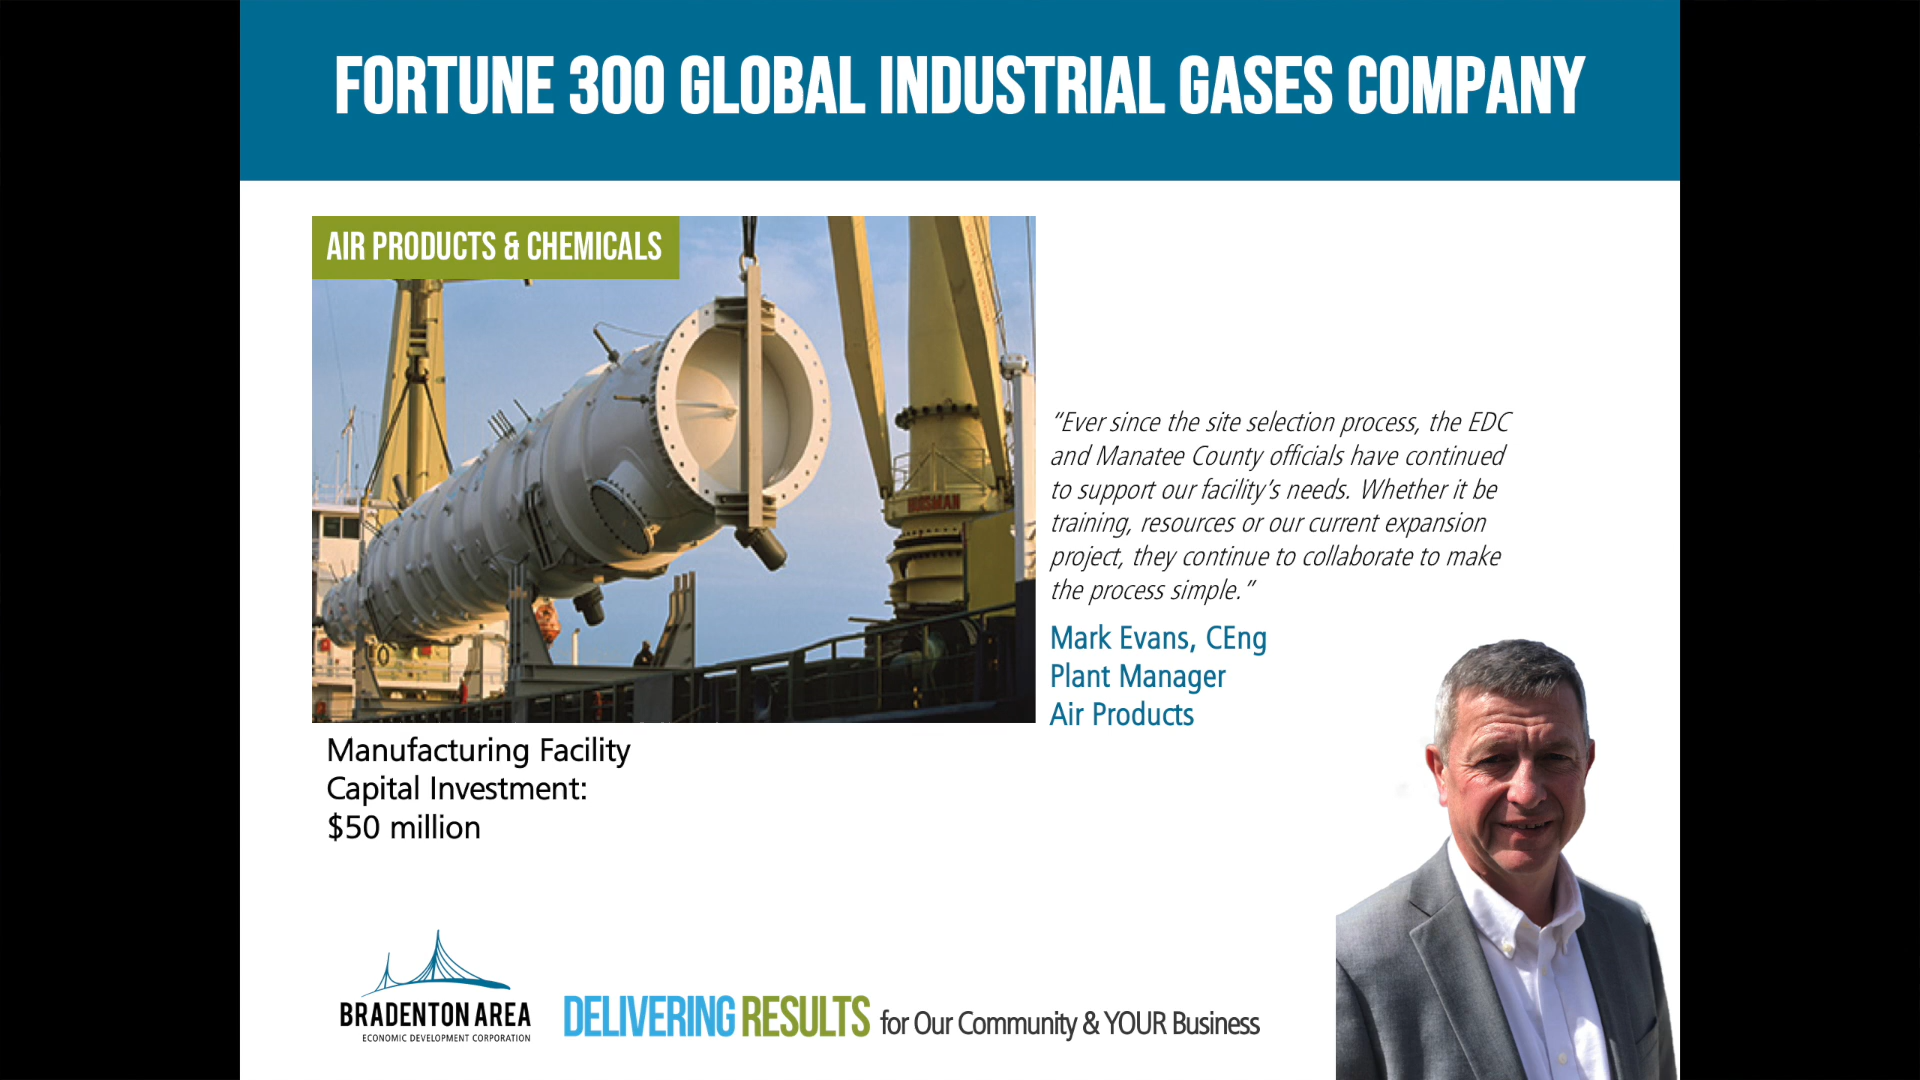 FORTUNE 300 GLOBAL INDUSTRIAL GASES COMPANY
AIR PRODUCTS & CHEMICALS
HUISMAN
“Ever since the site selection process, the EDC
and Manatee County officials have continued
to support our facility’s needs. Whether it be
training, resources or our current expansion
project, they continue to collaborate to make
the process simple.”
Mark Evans, CEng
Plant Manager
Air Products
Manufacturing Facility
Capital Investment:
$50 million
BRADENTON AREA
ECONOMIC DEVELOPMENT CORPORATION
DELIVERING RESULTS for Our Community & YOUR Business